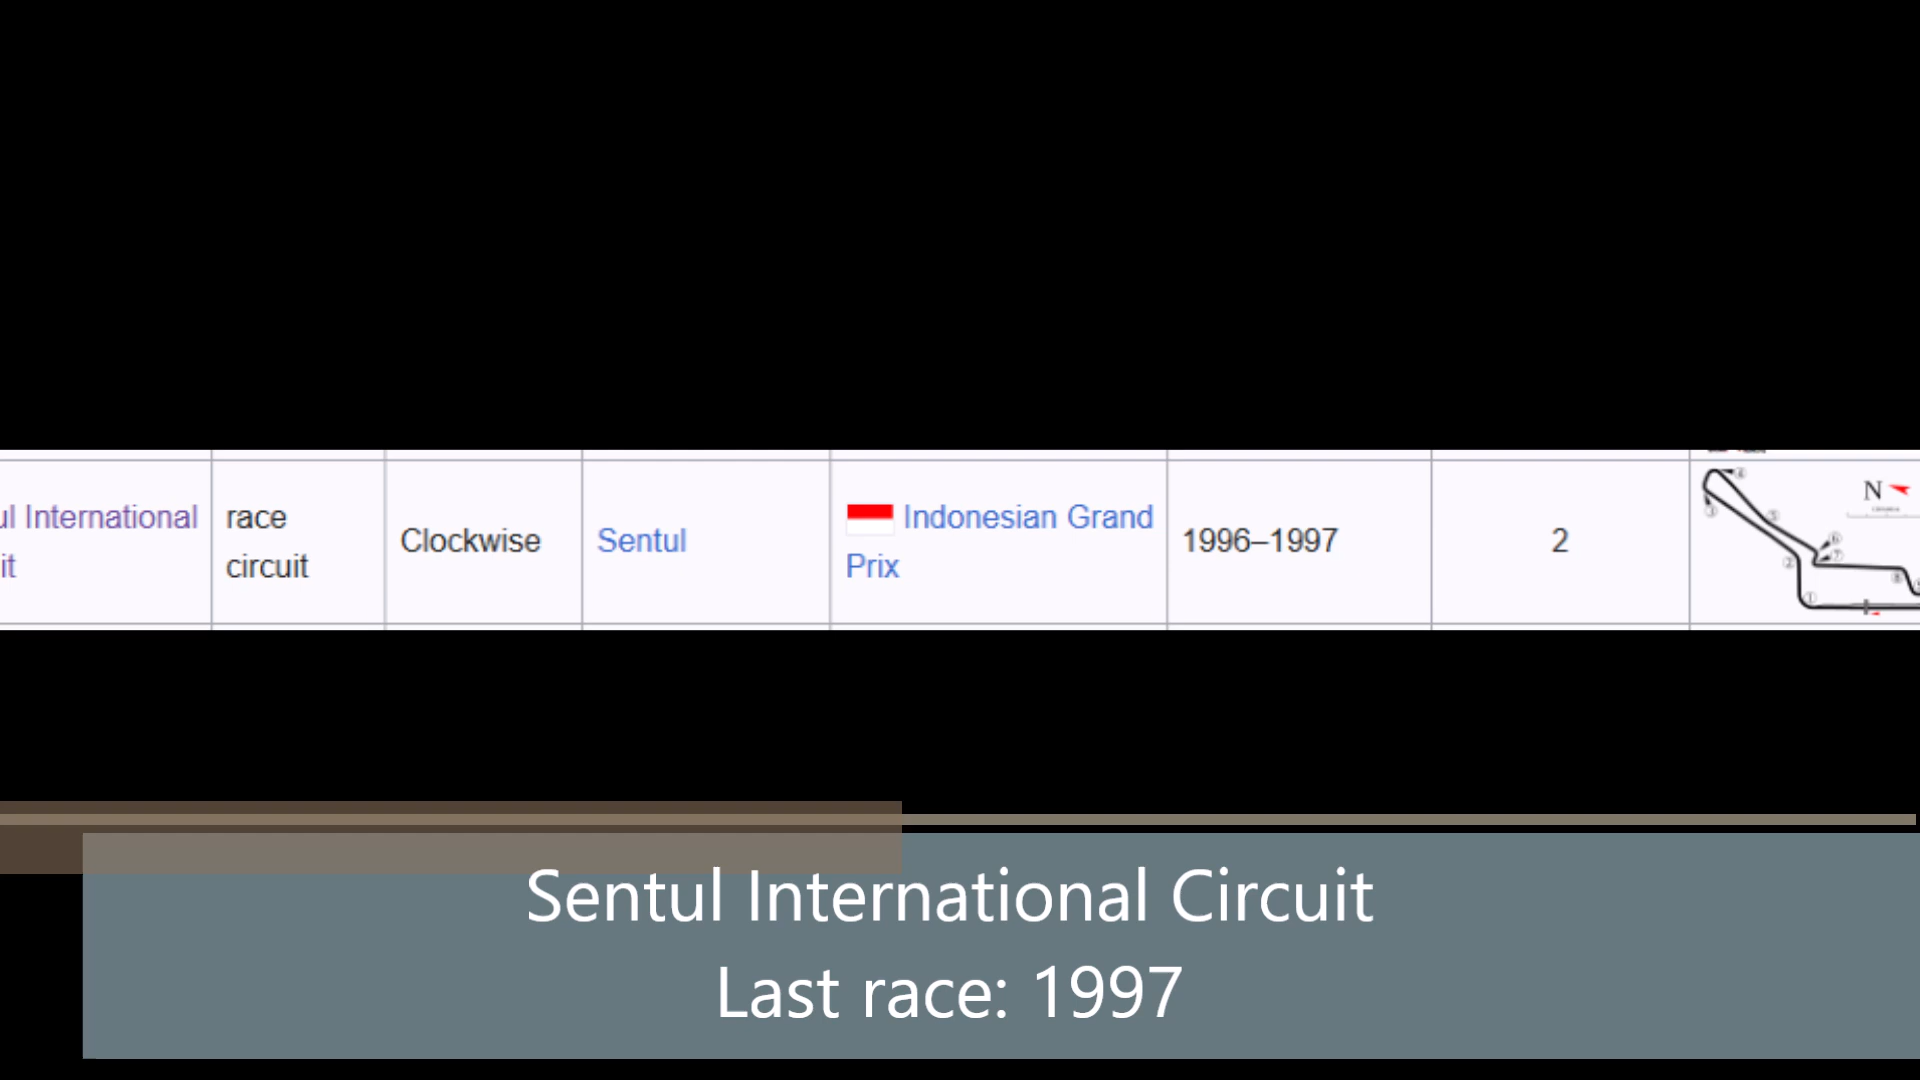 ul International
it
race
circuit
Clockwise
Sentul
Indonesian Grand
Prix
1996–1997
2
N
Sentul International Circuit
Last race: 1997